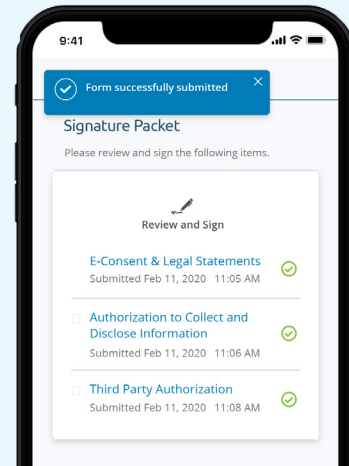 9:41
Form successfully submitted
Signature Packet
Please review and sign the following items.
Review and Sign
E-Consent & Legal Statements
Submitted Feb 11, 2020 11:05 AM
Authorization to Collect and
Disclose Information
Submitted Feb 11, 2020 11:06 AM
Third Party Authorization
Submitted Feb 11, 2020 11:08 AM